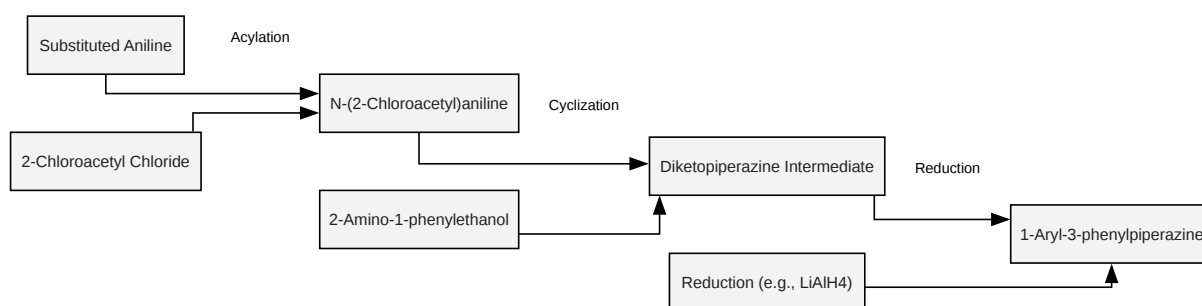 Substituted Aniline
Acylation
N-(2-Chloroacetyl)aniline
Cyclization
2-Chloroacetyl Chloride
Diketopiperazine Intermediate
Reduction
2-Amino-1-phenylethanol
1-Aryl-3-phenylpiperazine
Reduction (e.g., LiAlH4)